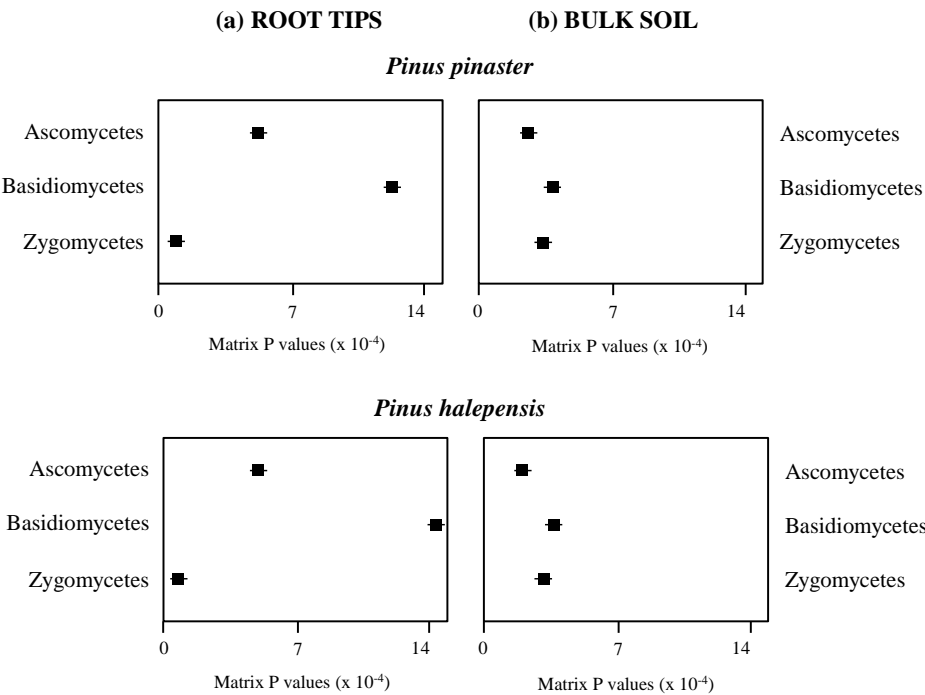 (a) ROOT TIPS (b) BULK SOIL
Pinus pinaster
Ascomycetes Ascomycetes
Basidiomycetes Basidiomycetes
Zygomycetes Zygomycetes
0 7 14 0 7 14
Matrix P values (x 10⁻⁴) Matrix P values (x 10⁻⁴)
Pinus halepensis
Ascomycetes Ascomycetes
Basidiomycetes Basidiomycetes
Zygomycetes Zygomycetes
0 7 14 0 7 14
Matrix P values (x 10⁻⁴) Matrix P values (x 10⁻⁴)